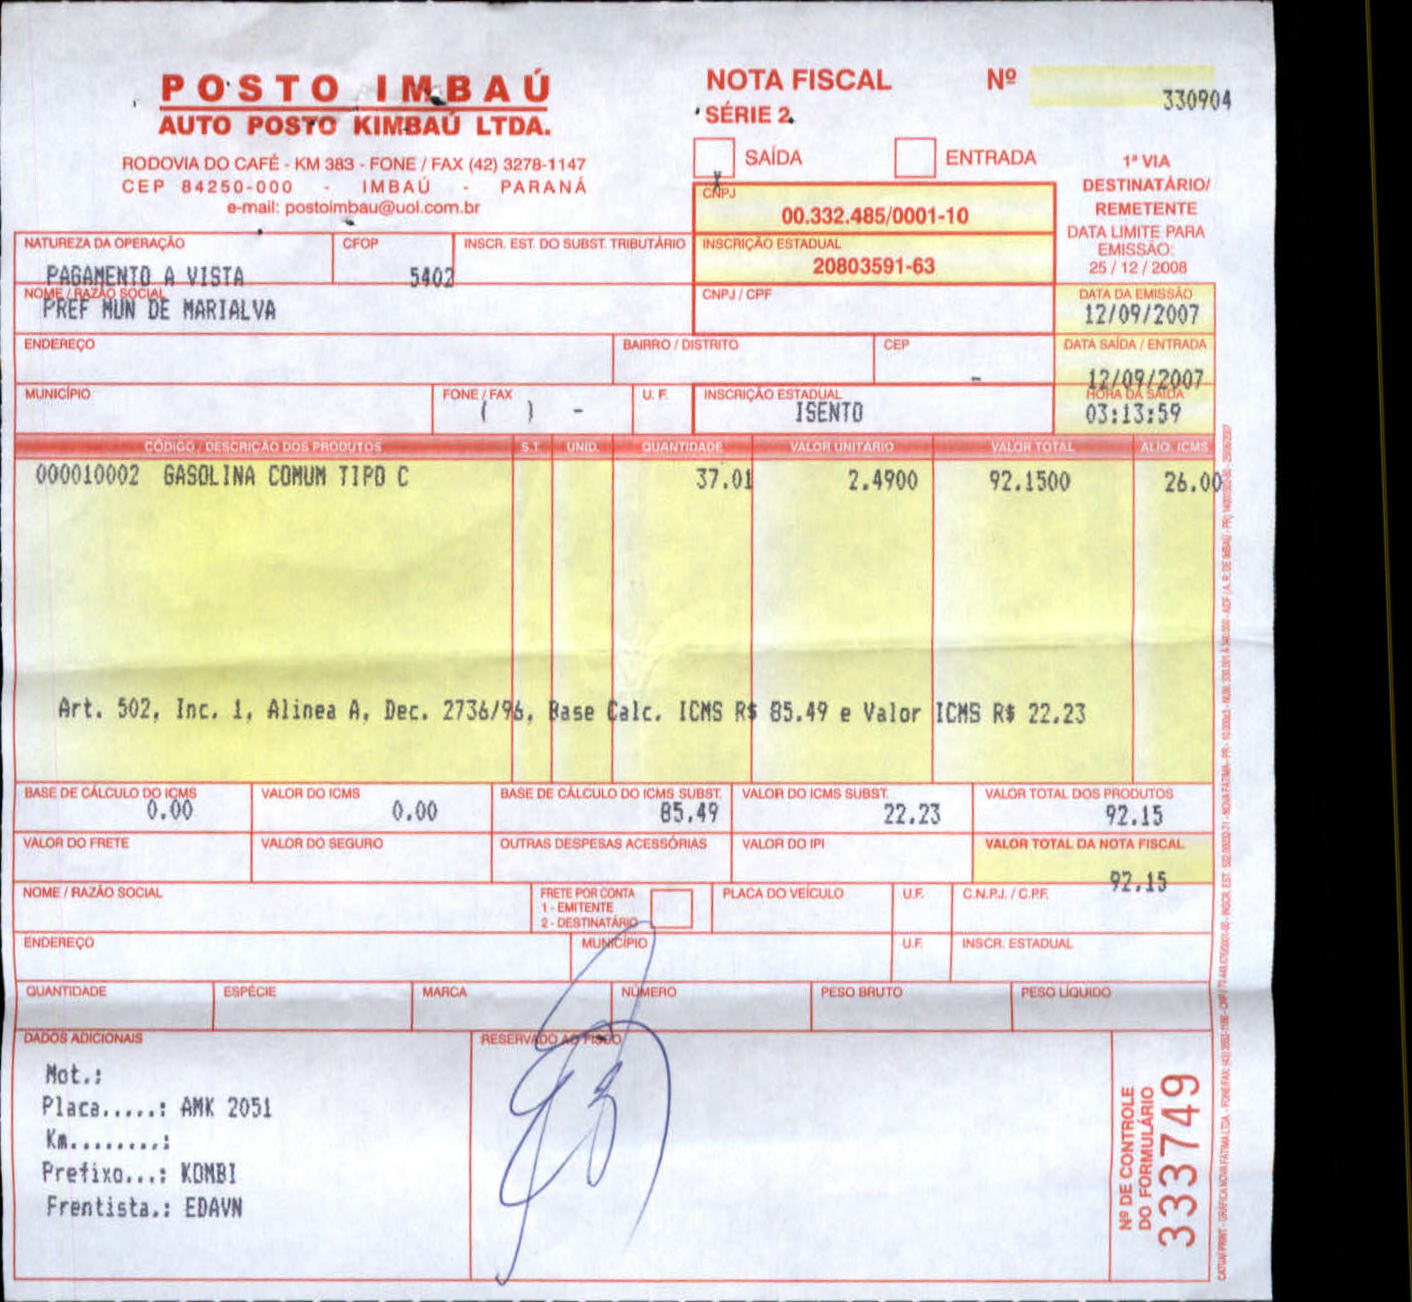 POSTO IMBAÚ
AUTO POSTO KIMBAÚ LTDA.
RODOVIA DO CAFÉ - KM 383 - FONE / FAX (42) 3278-1147
CEP 84250-000 - IMBAÚ - PARANÁ
e-mail: postoimbau@uol.com.br
NOTA FISCAL Nº 330904
SÉRIE 2
SAÍDA ENTRADA
X
1ª VIA
DESTINATÁRIO/
REMETENTE
DATA LIMITE PARA
EMISSÃO:
25 / 12 / 2008
CNPJ
00.332.485/0001-10
NATUREZA DA OPERAÇÃO CFOP INSCR. EST. DO SUBST. TRIBUTÁRIO INSCRIÇÃO ESTADUAL
PAGAMENTO A VISTA 5402 20803591-63
NOME / RAZÃO SOCIAL CNPJ / CPF DATA DA EMISSÃO
PREF MUN DE MARIALVA 12/09/2007
ENDEREÇO BAIRRO / DISTRITO CEP DATA SAÍDA / ENTRADA
- 12/09/2007
MUNICÍPIO FONE / FAX U. F. INSCRIÇÃO ESTADUAL HORA DA SAÍDA
( ) - ISENTO 03:13:59
CÓDIGO / DESCRIÇÃO DOS PRODUTOS S.T. UNID. QUANTIDADE VALOR UNITÁRIO VALOR TOTAL ALIQ. ICMS
000010002 GASOLINA COMUM TIPO C 37.01 2.4900 92.1500 26.00
Art. 502, Inc. 1, Alinea A, Dec. 2736/96, Base Calc. ICMS R$ 85.49 e Valor ICMS R$ 22.23
BASE DE CÁLCULO DO ICMS VALOR DO ICMS BASE DE CÁLCULO DO ICMS SUBST. VALOR DO ICMS SUBST. VALOR TOTAL DOS PRODUTOS
0.00 0.00 85.49 22.23 92.15
VALOR DO FRETE VALOR DO SEGURO OUTRAS DESPESAS ACESSÓRIAS VALOR DO IPI VALOR TOTAL DA NOTA FISCAL
92.15
NOME / RAZÃO SOCIAL FRETE POR CONTA PLACA DO VEÍCULO U.F. C.N.P.J. / C.P.F.
1 - EMITENTE
2 - DESTINATÁRIO
ENDEREÇO MUNICÍPIO U.F. INSCR. ESTADUAL
QUANTIDADE ESPÉCIE MARCA NÚMERO PESO BRUTO PESO LÍQUIDO
DADOS ADICIONAIS RESERVADO AO FISCO
Mot.:
Placa.....: AMK 2051
Km........:
Prefixo...: KOMBI
Frentista.: EDAVN
Nº DE CONTROLE
DO FORMULÁRIO
333749